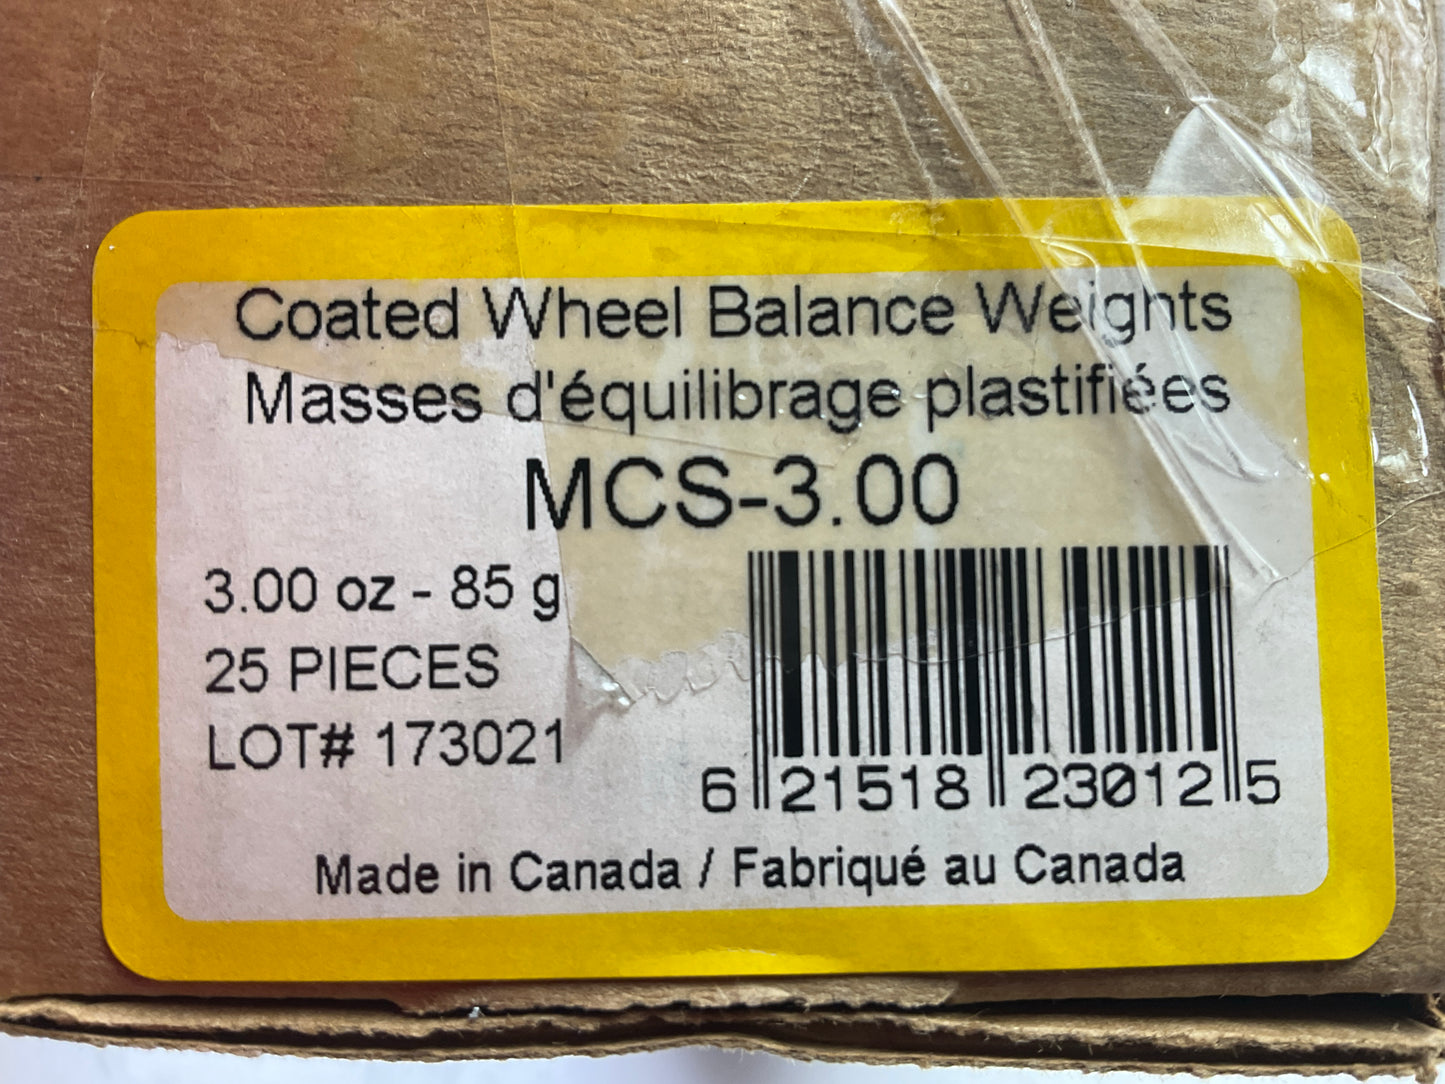 Coated Wheel Balance Weights
Masses d'équilibrage plastifiées
MCS-3.00
3.00 oz - 85 g
25 PIECES
LOT# 173021
6 21518 23012 5
Made in Canada / Fabriqué au Canada